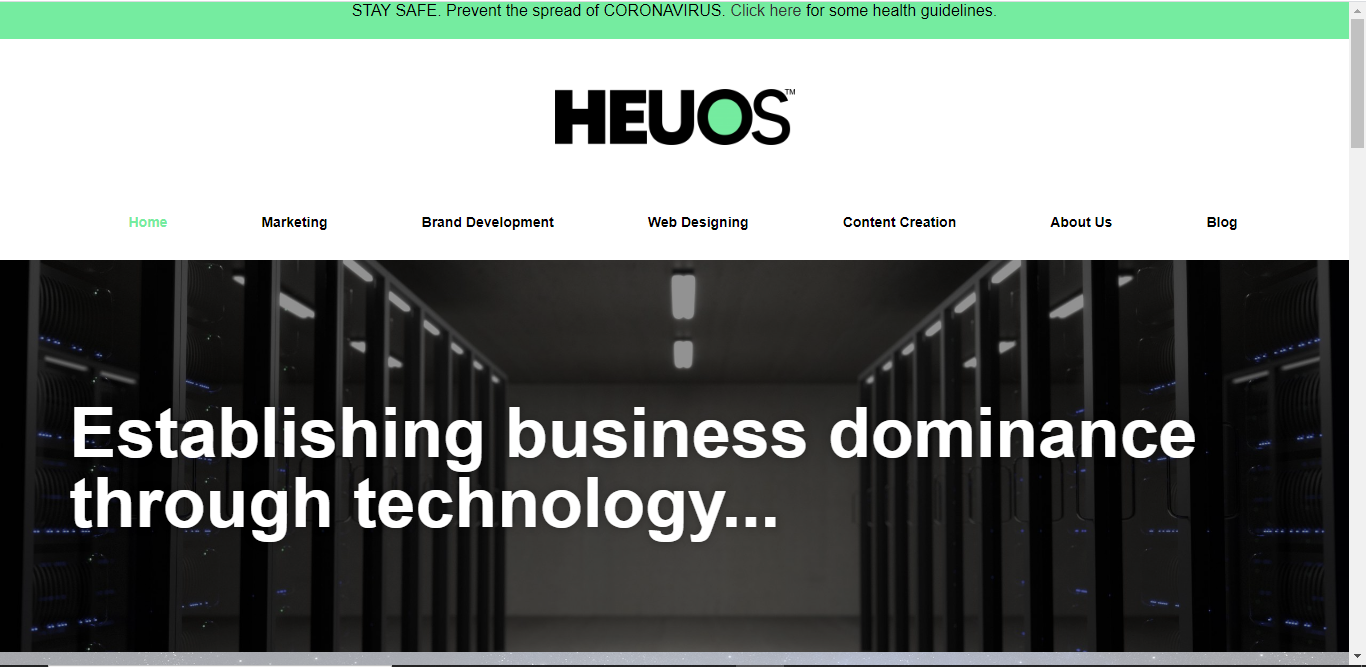 STAY SAFE. Prevent the spread of CORONAVIRUS. Click here for some health guidelines.
HEUOS™
Home Marketing Brand Development Web Designing Content Creation About Us Blog
Establishing business dominance
through technology...